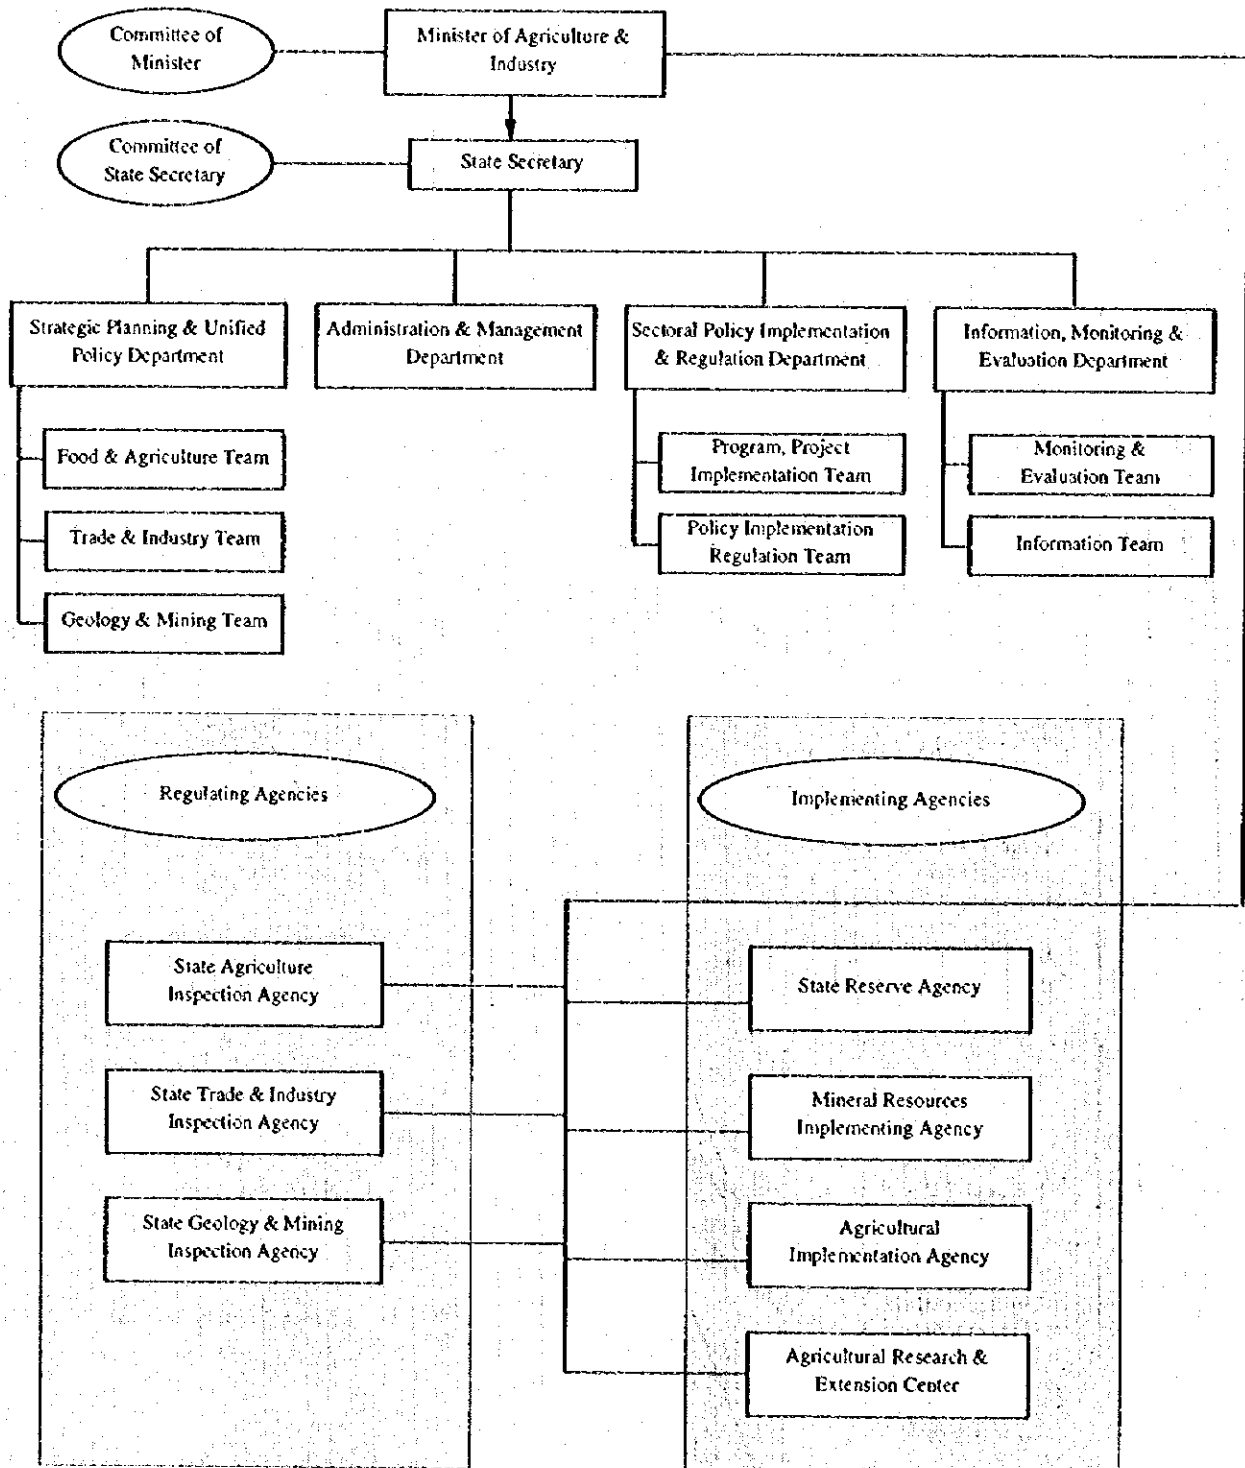 Committee of
Minister
Minister of Agriculture &
Industry
Committee of
State Secretary
State Secretary
Strategic Planning & Unified
Policy Department
Administration & Management
Department
Sectoral Policy Implementation
& Regulation Department
Information, Monitoring &
Evaluation Department
Food & Agriculture Team
Program, Project
Implementation Team
Monitoring &
Evaluation Team
Trade & Industry Team
Policy Implementation
Regulation Team
Information Team
Geology & Mining Team
Regulating Agencies
Implementing Agencies
State Agriculture
Inspection Agency
State Reserve Agency
State Trade & Industry
Inspection Agency
Mineral Resources
Implementing Agency
State Geology & Mining
Inspection Agency
Agricultural
Implementation Agency
Agricultural Research &
Extension Center